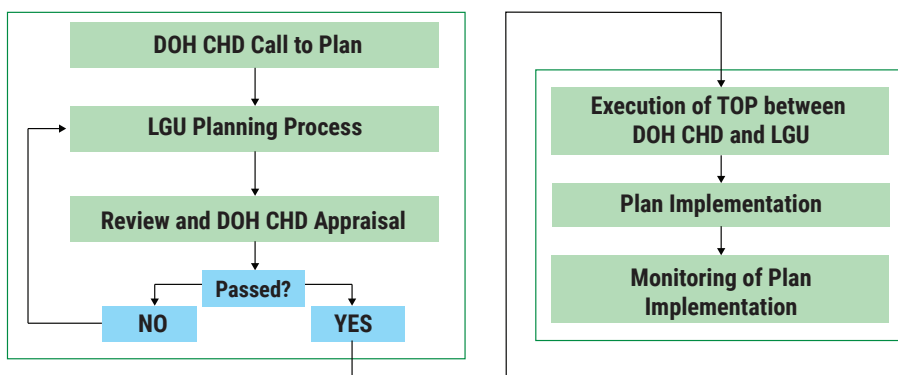 DOH CHD Call to Plan
LGU Planning Process
Review and DOH CHD Appraisal
Passed?
NO
YES
Execution of TOP between
DOH CHD and LGU
Plan Implementation
Monitoring of Plan
Implementation